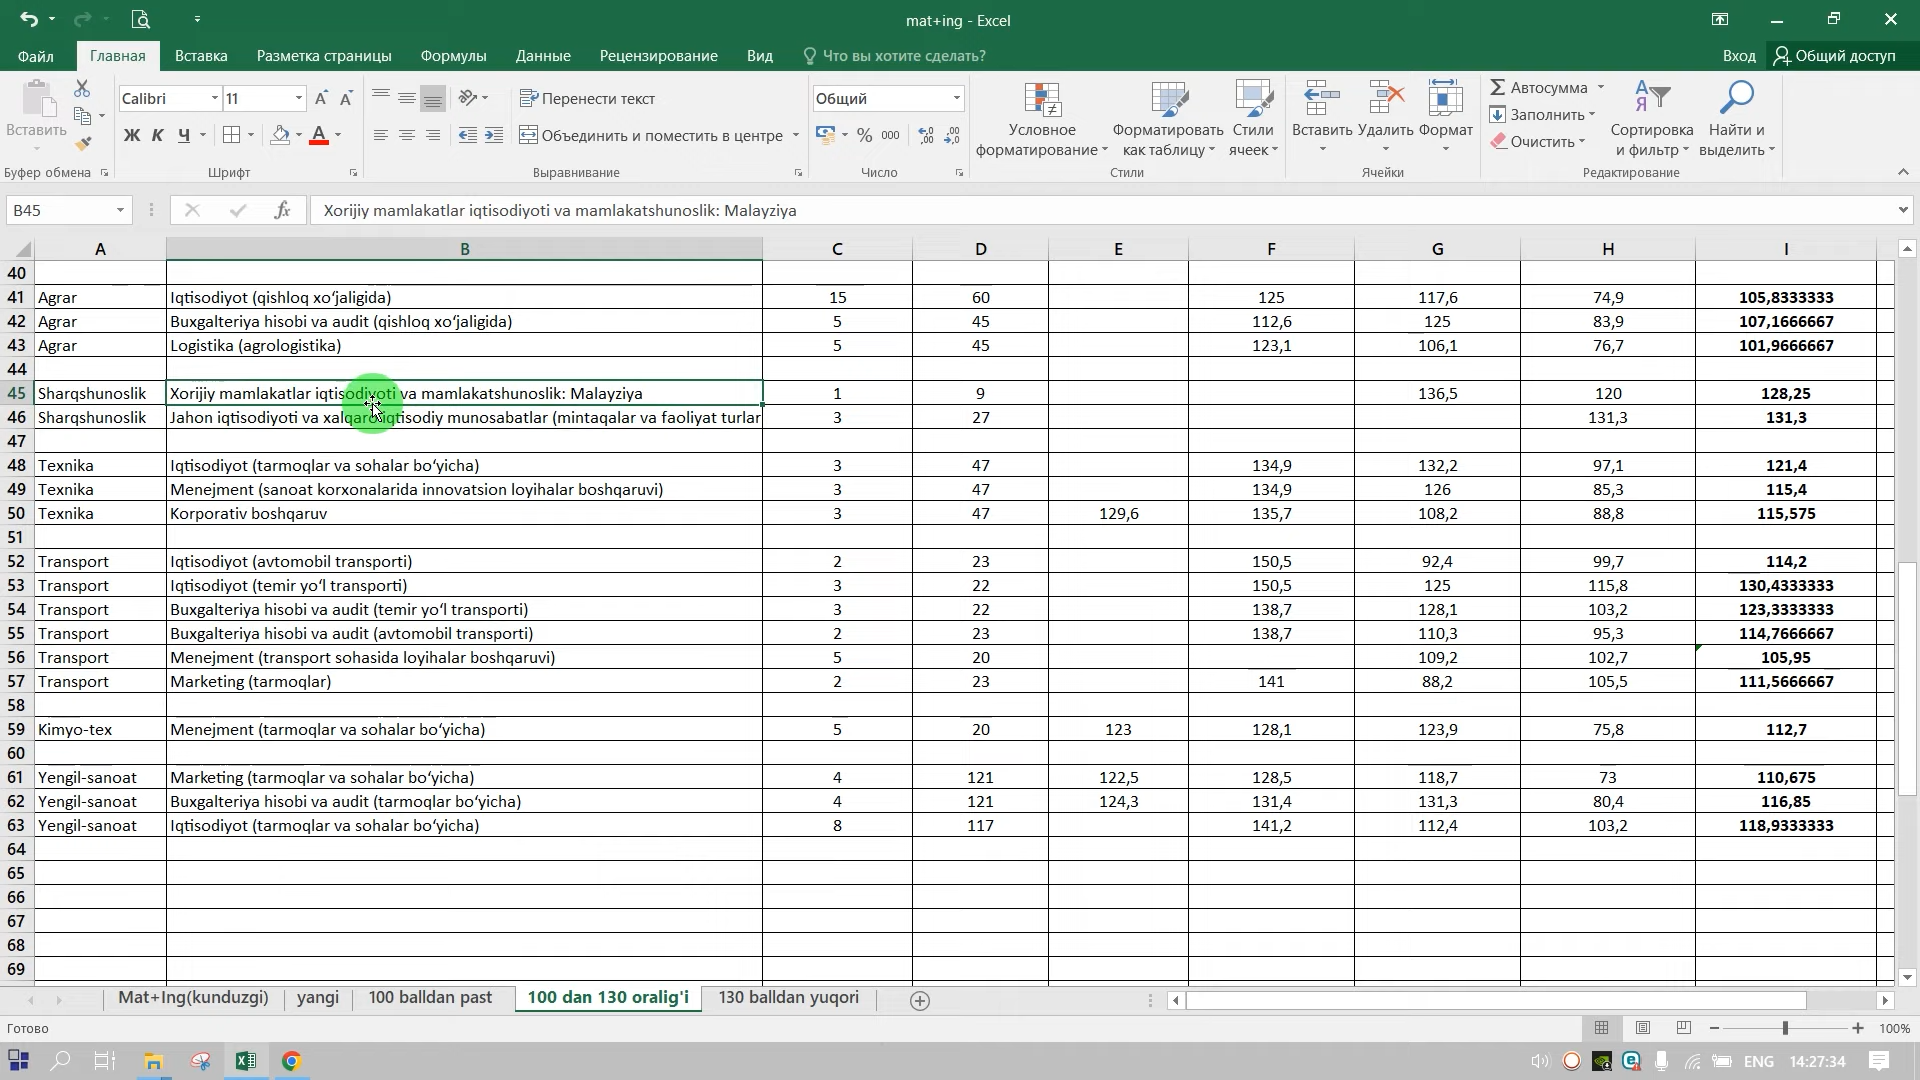 mat+ing - Excel
Файл Главная Вставка Разметка страницы Формулы Данные Рецензирование Вид Что вы хотите сделать? Вход Общий доступ
Вставить Calibri 11 Перенести текст Общий Условное форматирование Форматировать как таблицу Стили ячеек Вставить Удалить Формат Автосумма Сортировка и фильтр Найти и выделить
Ж К Ч А Объединить и поместить в центре % 000 Заполнить
Очистить
Буфер обмена Шрифт Выравнивание Число Стили Ячейки Редактирование
B45 fx Xorijiy mamlakatlar iqtisodiyoti va mamlakatshunoslik: Malayziya
A B C D E F G H I
40
41 Agrar Iqtisodiyot (qishloq xo‘jaligida) 15 60 125 117,6 74,9 105,8333333
42 Agrar Buxgalteriya hisobi va audit (qishloq xo‘jaligida) 5 45 112,6 125 83,9 107,1666667
43 Agrar Logistika (agrologistika) 5 45 123,1 106,1 76,7 101,9666667
44
45 Sharqshunoslik Xorijiy mamlakatlar iqtisodiyoti va mamlakatshunoslik: Malayziya 1 9 136,5 120 128,25
46 Sharqshunoslik Jahon iqtisodiyoti va xalqaro iqtisodiy munosabatlar (mintaqalar va faoliyat turlar 3 27 131,3 131,3
47
48 Texnika Iqtisodiyot (tarmoqlar va sohalar bo‘yicha) 3 47 134,9 132,2 97,1 121,4
49 Texnika Menejment (sanoat korxonalarida innovatsion loyihalar boshqaruvi) 3 47 134,9 126 85,3 115,4
50 Texnika Korporativ boshqaruv 3 47 129,6 135,7 108,2 88,8 115,575
51
52 Transport Iqtisodiyot (avtomobil transporti) 2 23 150,5 92,4 99,7 114,2
53 Transport Iqtisodiyot (temir yo‘l transporti) 3 22 150,5 125 115,8 130,4333333
54 Transport Buxgalteriya hisobi va audit (temir yo‘l transporti) 3 22 138,7 128,1 103,2 123,3333333
55 Transport Buxgalteriya hisobi va audit (avtomobil transporti) 2 23 138,7 110,3 95,3 114,7666667
56 Transport Menejment (transport sohasida loyihalar boshqaruvi) 5 20 109,2 102,7 105,95
57 Transport Marketing (tarmoqlar) 2 23 141 88,2 105,5 111,5666667
58
59 Kimyo-tex Menejment (tarmoqlar va sohalar bo‘yicha) 5 20 123 128,1 123,9 75,8 112,7
60
61 Yengil-sanoat Marketing (tarmoqlar va sohalar bo‘yicha) 4 121 122,5 128,5 118,7 73 110,675
62 Yengil-sanoat Buxgalteriya hisobi va audit (tarmoqlar bo‘yicha) 4 121 124,3 131,4 131,3 80,4 116,85
63 Yengil-sanoat Iqtisodiyot (tarmoqlar va sohalar bo‘yicha) 8 117 141,2 112,4 103,2 118,9333333
64
65
66
67
68
69
Mat+Ing(kunduzgi) yangi 100 balldan past 100 dan 130 oralig'i 130 balldan yuqori
Готово 100%
ENG 14:27:34